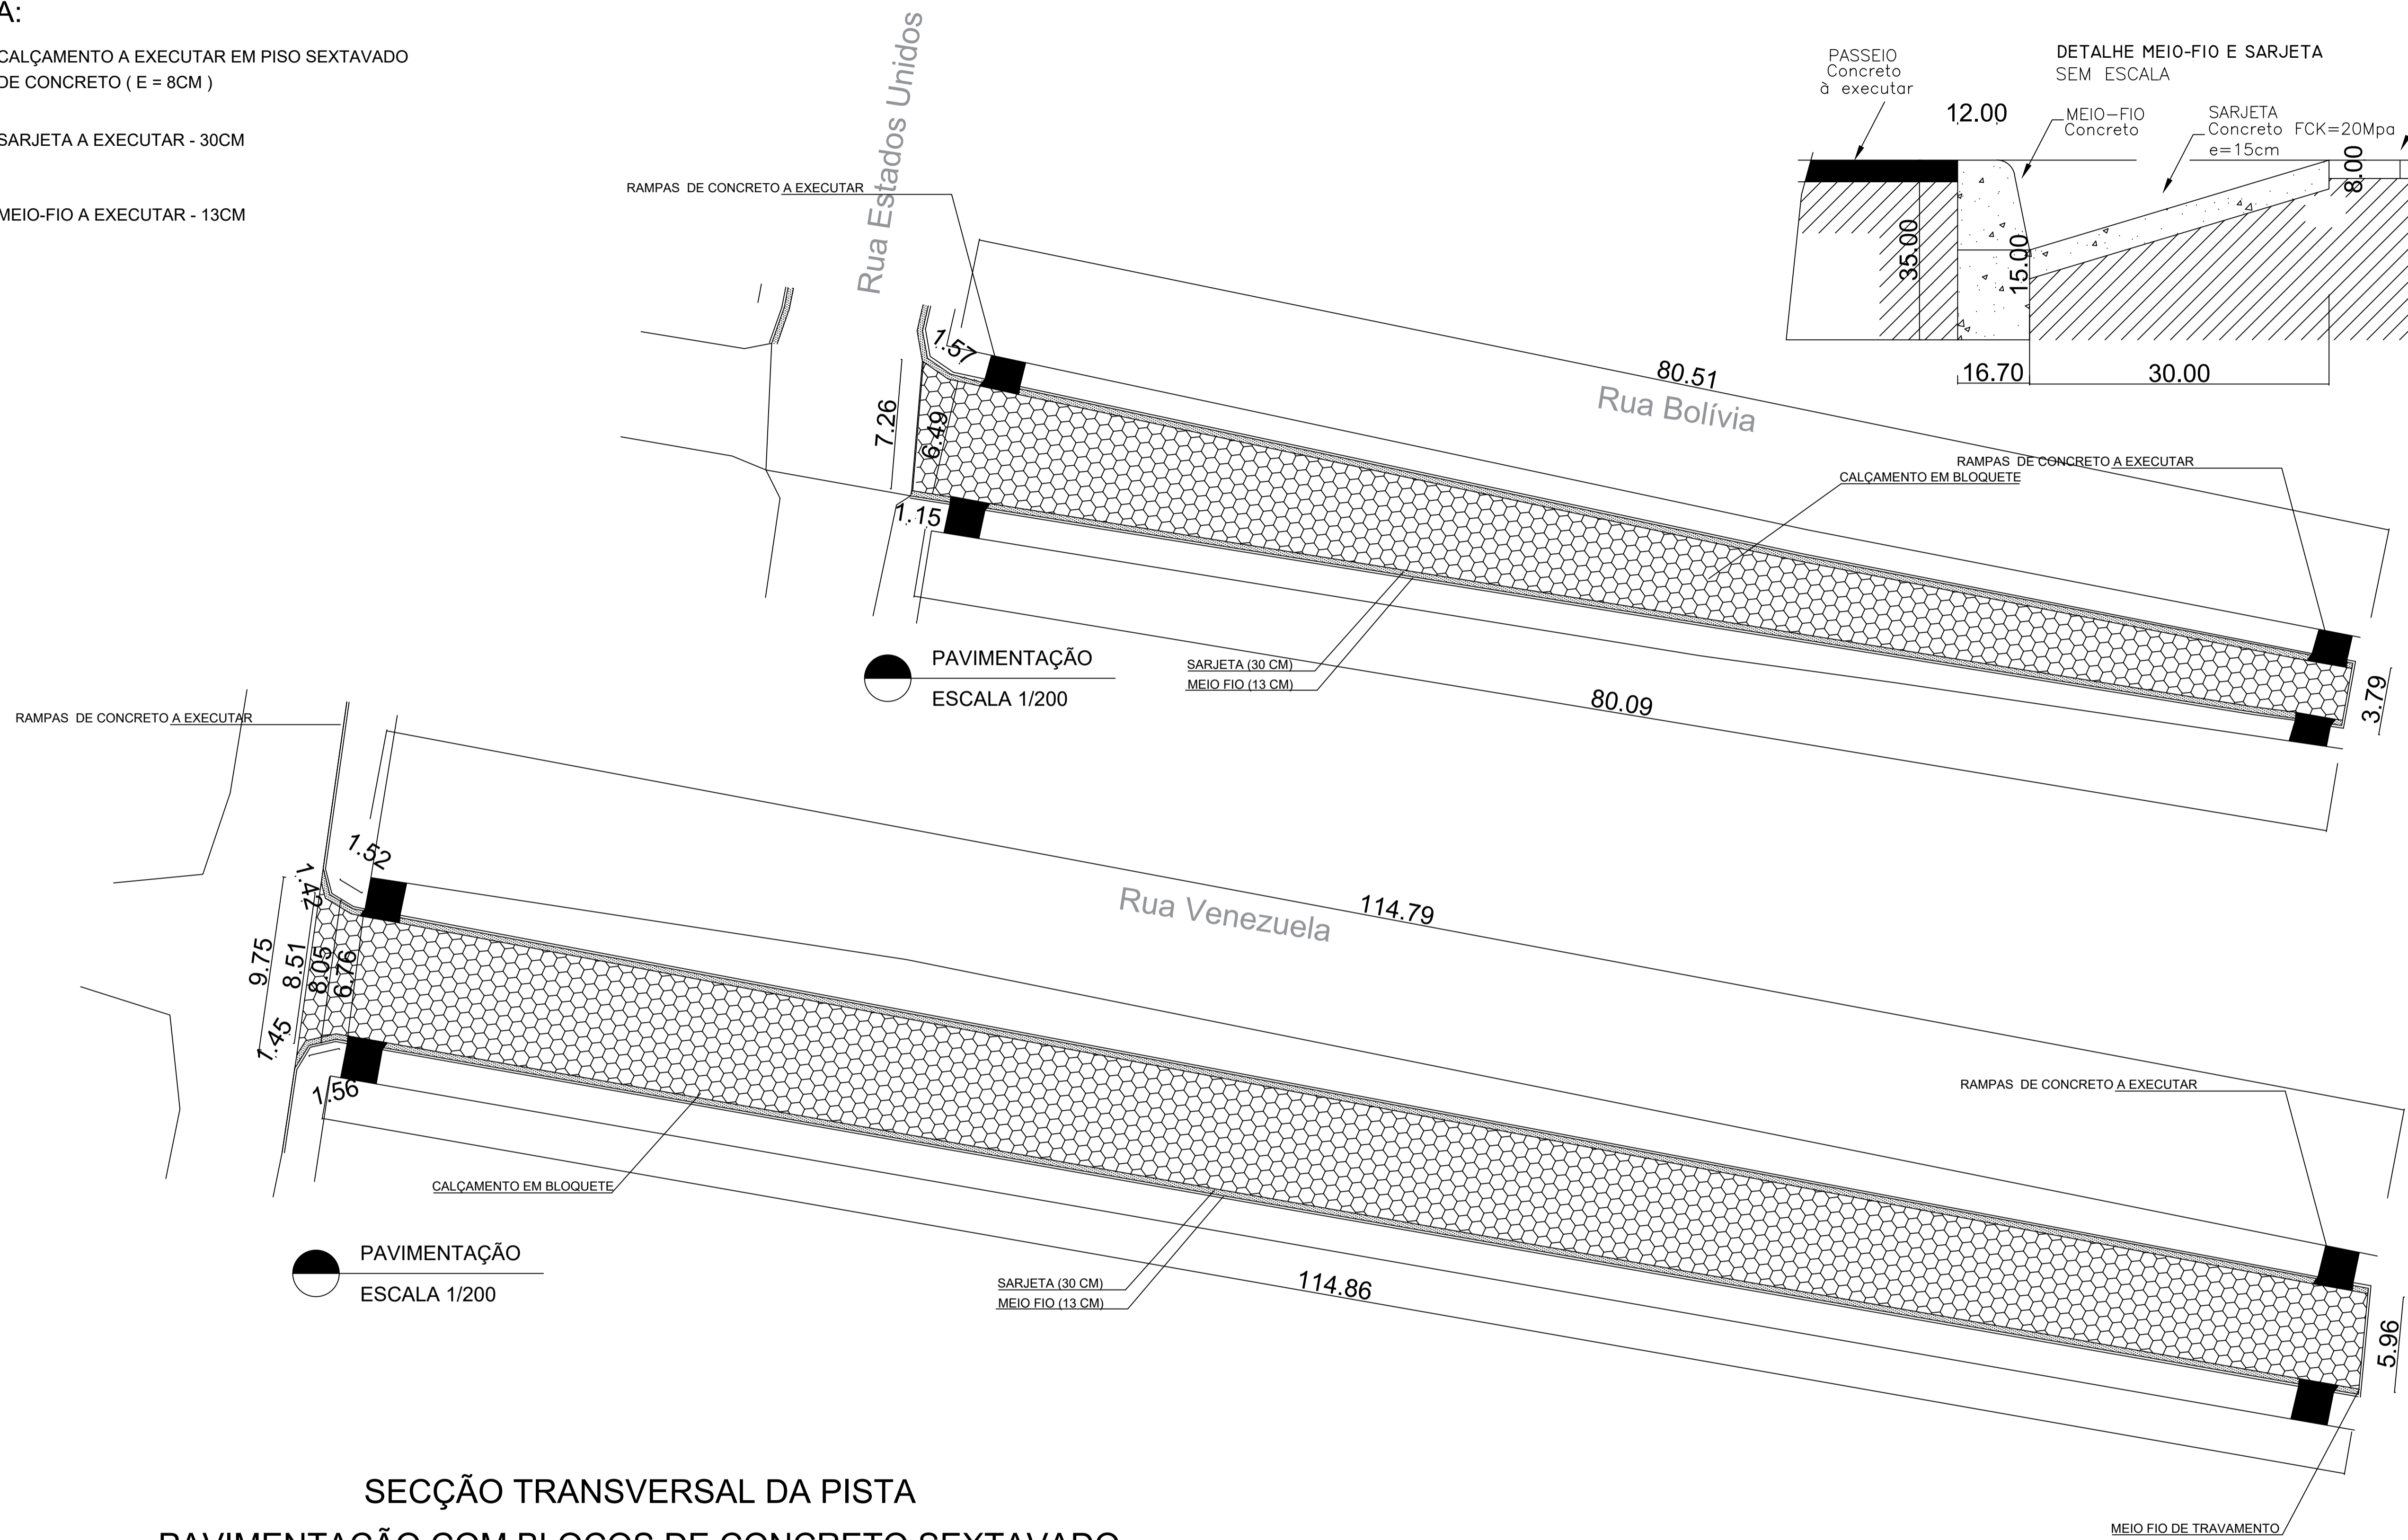 A:
CALÇAMENTO A EXECUTAR EM PISO SEXTAVADO
DE CONCRETO ( E = 8CM )
SARJETA A EXECUTAR - 30CM
MEIO-FIO A EXECUTAR - 13CM
Rua Estados Unidos
PASSEIO
Concreto
à executar
DETALHE MEIO-FIO E SARJETA
SEM ESCALA
12.00
MEIO-FIO
Concreto
SARJETA
Concreto FCK=20Mpa
e=15cm
8.00
35.00
15.00
16.70
30.00
RAMPAS DE CONCRETO A EXECUTAR
1.57
80.51
Rua Bolívia
7.26
6.49
RAMPAS DE CONCRETO A EXECUTAR
CALÇAMENTO EM BLOQUETE
1.15
PAVIMENTAÇÃO
ESCALA 1/200
SARJETA (30 CM)
MEIO FIO (13 CM)
80.09
3.79
RAMPAS DE CONCRETO A EXECUTAR
1.52
Rua Venezuela
114.79
9.75
8.51
8.05
6.76
1.45
1.56
RAMPAS DE CONCRETO A EXECUTAR
CALÇAMENTO EM BLOQUETE
PAVIMENTAÇÃO
ESCALA 1/200
SARJETA (30 CM)
MEIO FIO (13 CM)
114.86
5.96
SECÇÃO TRANSVERSAL DA PISTA
PAVIMENTAÇÃO COM BLOCOS DE CONCRETO SEXTAVADO
MEIO FIO DE TRAVAMENTO